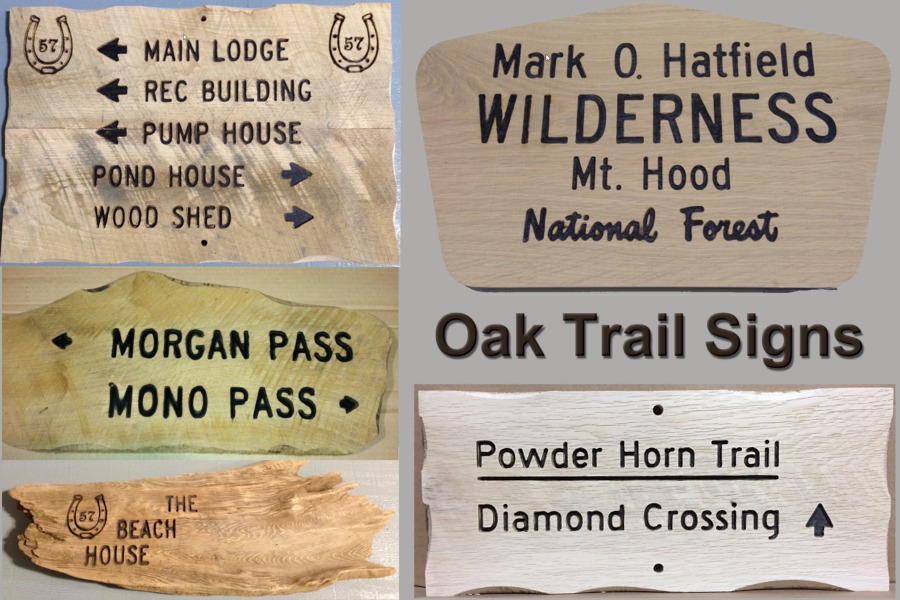 57 57
MAIN LODGE
REC BUILDING
PUMP HOUSE
POND HOUSE
WOOD SHED
Mark O. Hatfield
WILDERNESS
Mt. Hood
National Forest
MORGAN PASS
MONO PASS
Oak Trail Signs
57
THE
BEACH
HOUSE
Powder Horn Trail
Diamond Crossing